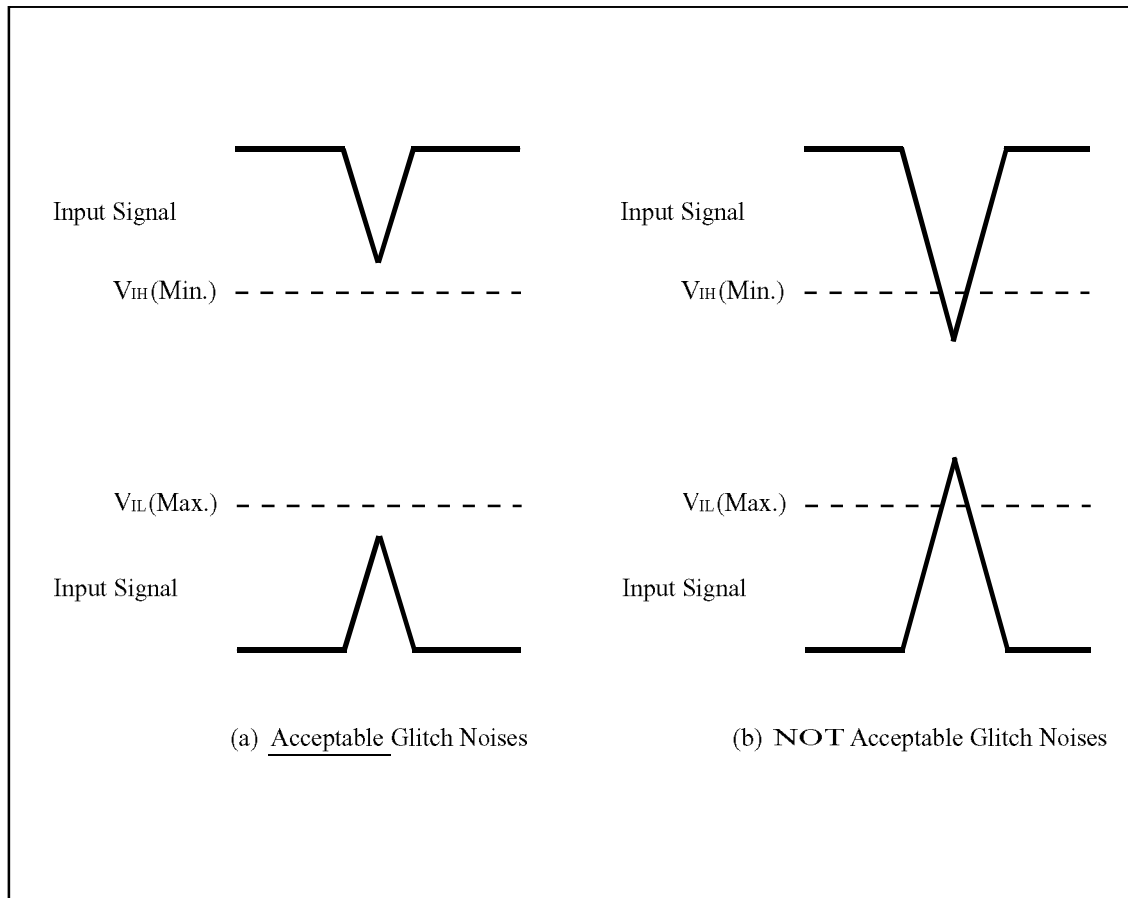 Input Signal
VIH(Min.)
VIL(Max.)
Input Signal
(a) Acceptable Glitch Noises
Input Signal
VIH(Min.)
VIL(Max.)
Input Signal
(b) NOT Acceptable Glitch Noises